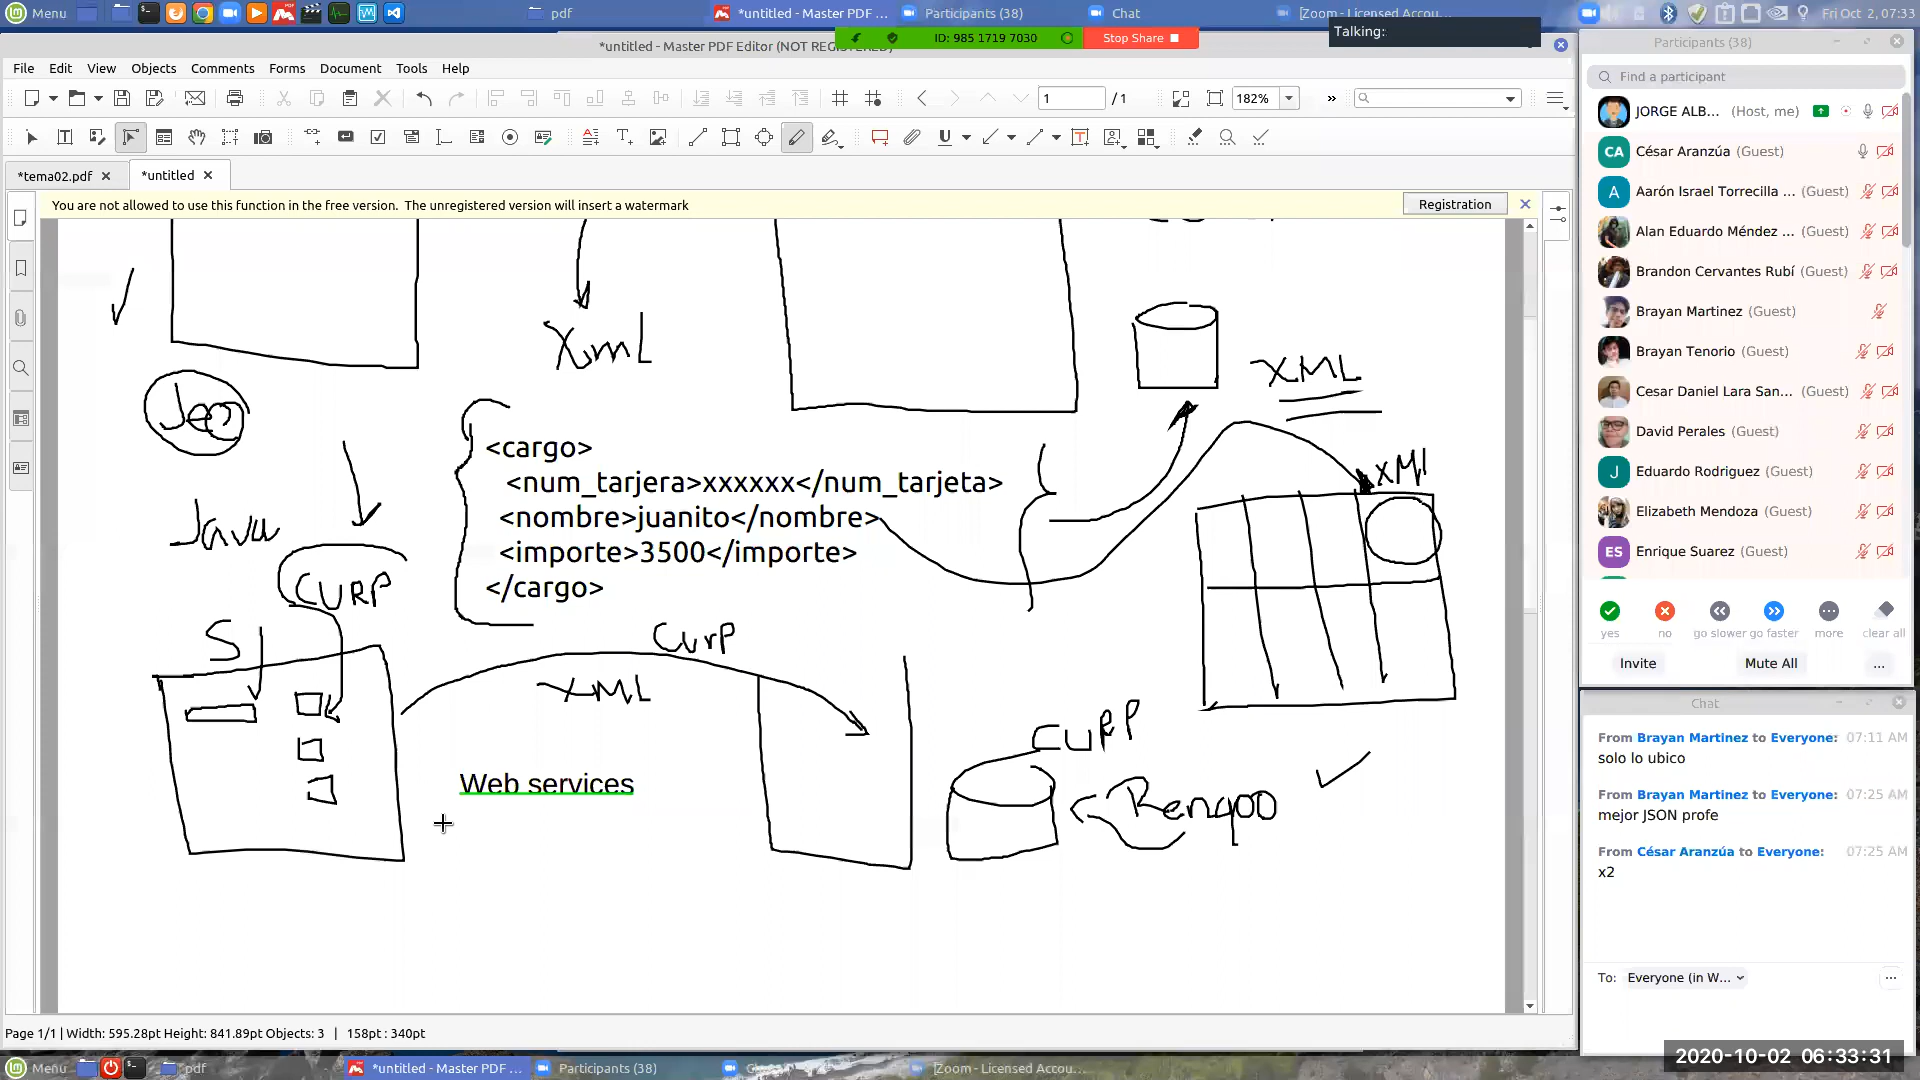 Menu
pdf
*untitled - Master PDF ...
Participants (38)
Chat
[Zoom - Licensed Accou...
Fri Oct 2, 07:33
*untitled - Master PDF Editor (NOT REGISTERED)
ID: 985 1719 7030
Stop Share
Talking:
File Edit View Objects Comments Forms Document Tools Help
1 / 1
182%
*tema02.pdf
*untitled
You are not allowed to use this function in the free version. The unregistered version will insert a watermark
Registration
XmL
XML
<cargo>
<num_tarjera>xxxxxx</num_tarjeta>
<nombre>juanito</nombre>
<importe>3500</importe>
</cargo>
XMl
Java
CURP
S
CurP
XML
CURP
Web services
Page 1/1 | Width: 595.28pt Height: 841.89pt Objects: 3 | 158pt : 340pt
Participants (38)
Find a participant
JORGE ALB... (Host, me)
CA César Aranzúa (Guest)
A Aarón Israel Torrecilla ... (Guest)
Alan Eduardo Méndez ... (Guest)
Brandon Cervantes Rubí (Guest)
Brayan Martinez (Guest)
Brayan Tenorio (Guest)
Cesar Daniel Lara San... (Guest)
David Perales (Guest)
J Eduardo Rodriguez (Guest)
Elizabeth Mendoza (Guest)
ES Enrique Suarez (Guest)
yes no go slower go faster more clear all
Invite Mute All ...
Chat
From Brayan Martinez to Everyone: 07:11 AM
solo lo ubico
From Brayan Martinez to Everyone: 07:25 AM
mejor JSON profe
From César Aranzúa to Everyone: 07:25 AM
x2
To: Everyone (in W...
Menu
pdf
*untitled - Master PDF ...
Participants (38)
[Zoom - Licensed Accou...
2020-10-02 06:33:31